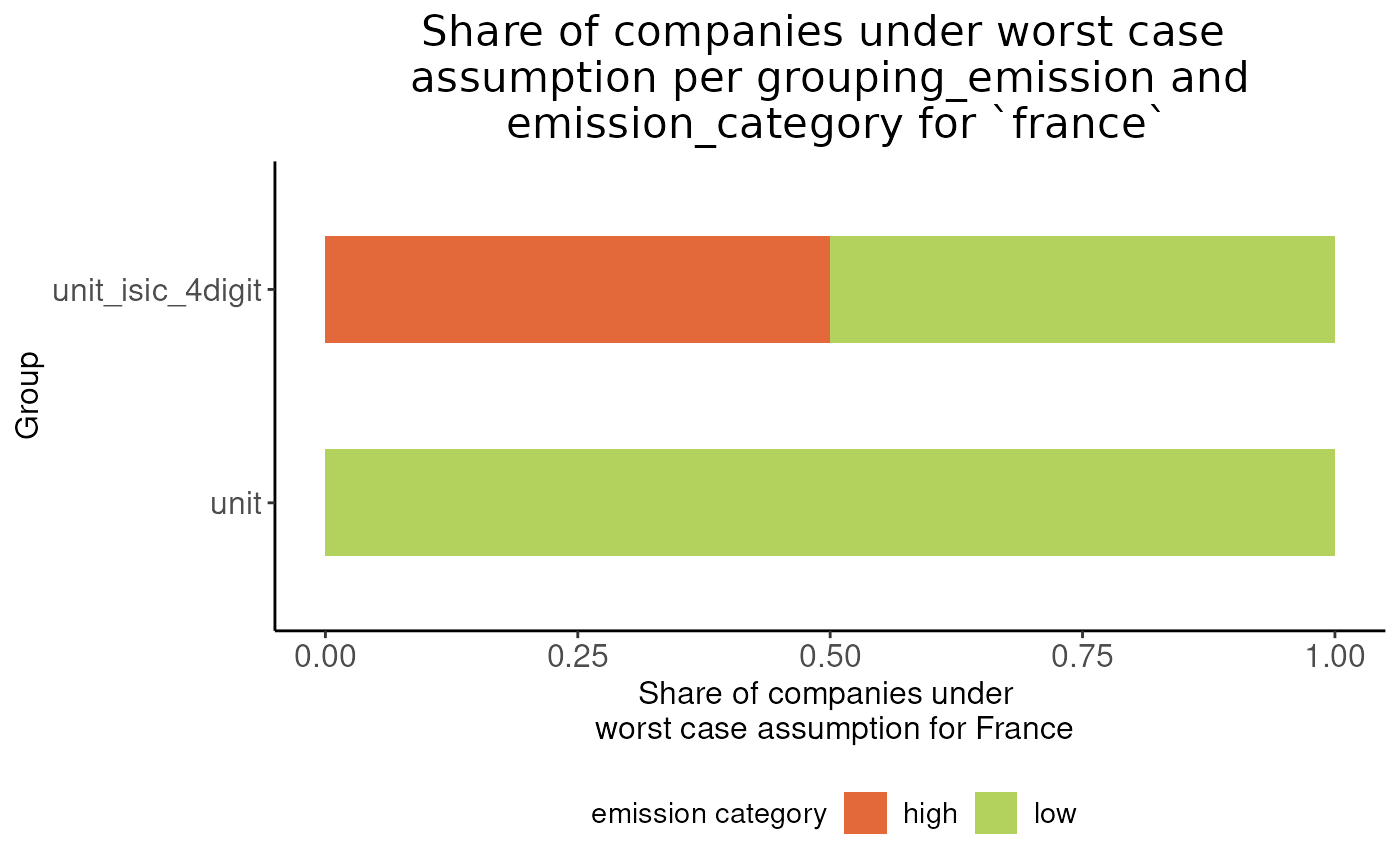 Share of companies under worst case
assumption per grouping_emission and
emission_category for `france`
unit_isic_4digit
Group
unit
0.00 0.25 0.50 0.75 1.00
Share of companies under
worst case assumption for France
emission category high low